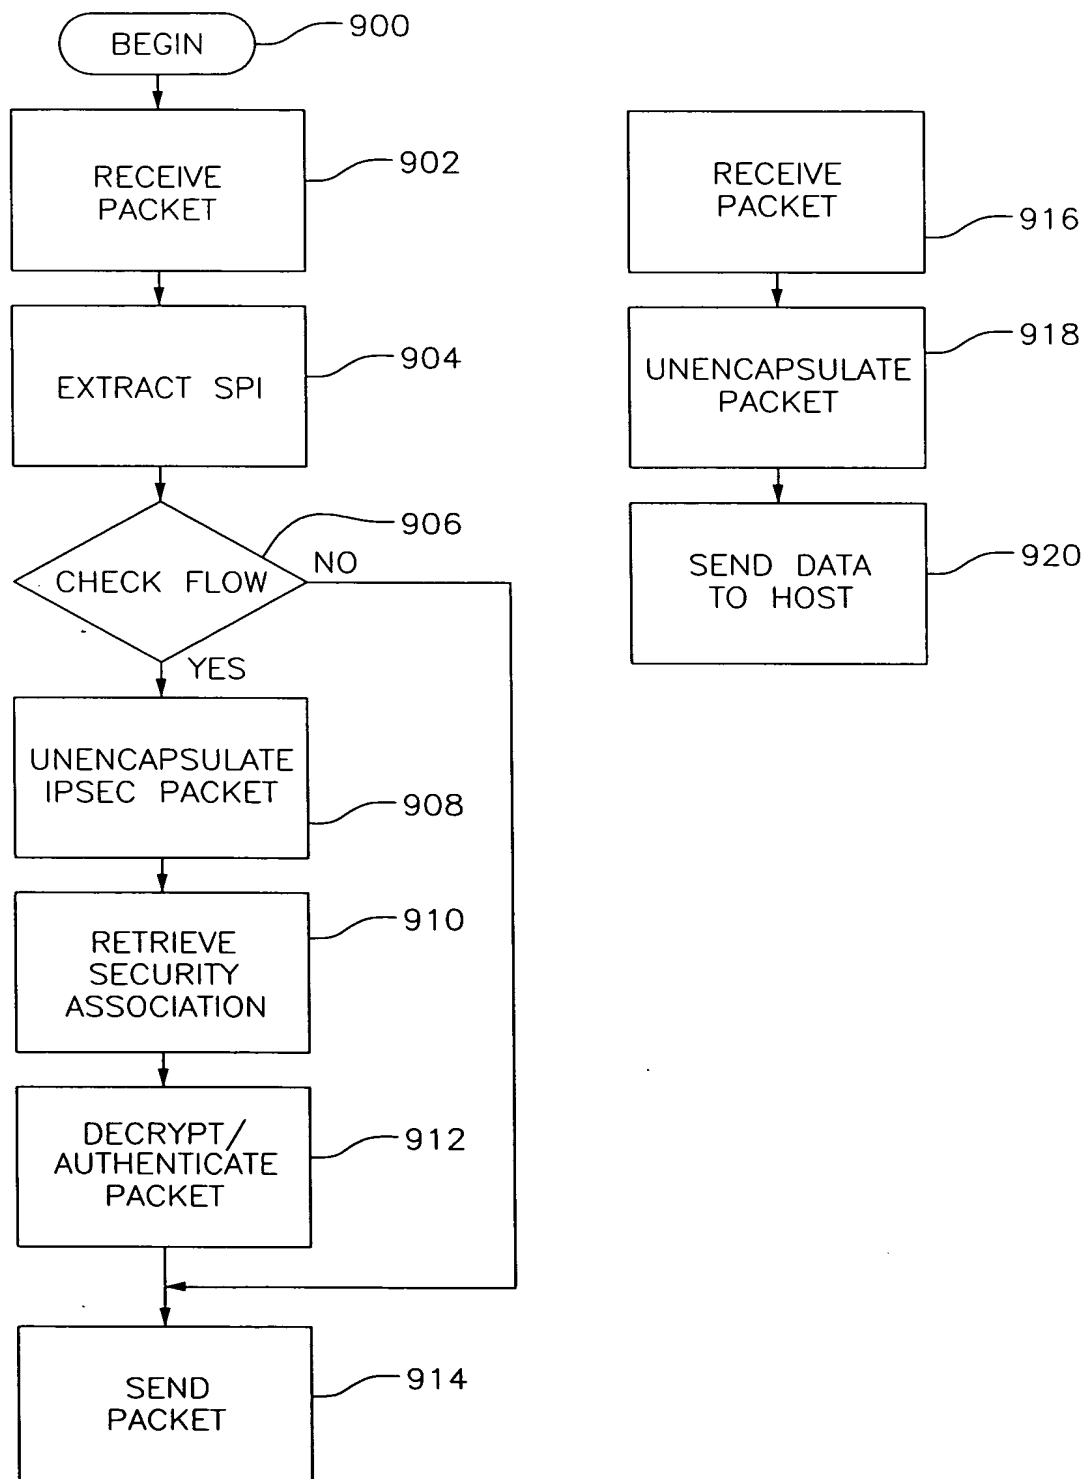 BEGIN
900
RECEIVE
PACKET
902
EXTRACT SPI
904
CHECK FLOW
906
NO
YES
UNENCAPSULATE
IPSEC PACKET
908
RETRIEVE
SECURITY
ASSOCIATION
910
DECRYPT/
AUTHENTICATE
PACKET
912
SEND
PACKET
914
RECEIVE
PACKET
916
UNENCAPSULATE
PACKET
918
SEND DATA
TO HOST
920